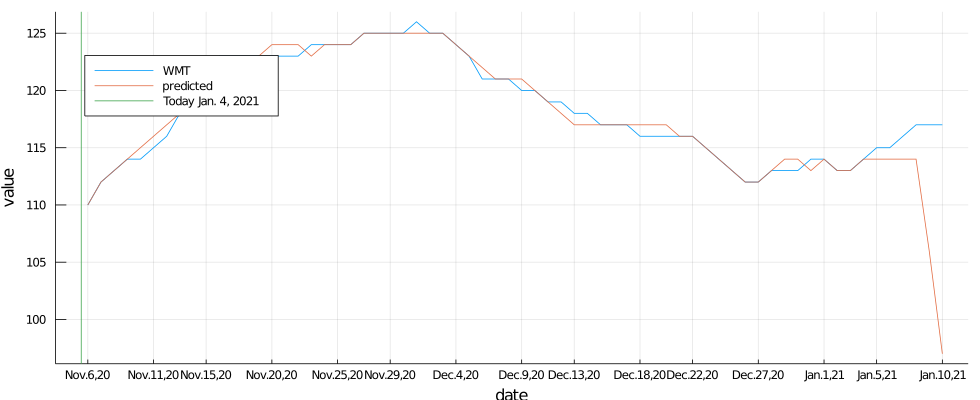 125
120
115
110
105
100
value
WMT
predicted
Today Jan. 4, 2021
Nov.6,20 Nov.11,20 Nov.15,20 Nov.20,20 Nov.25,20 Nov.29,20 Dec.4,20 Dec.9,20 Dec.13,20 Dec.18,20 Dec.22,20 Dec.27,20 Jan.1,21 Jan.5,21 Jan.10,21
date